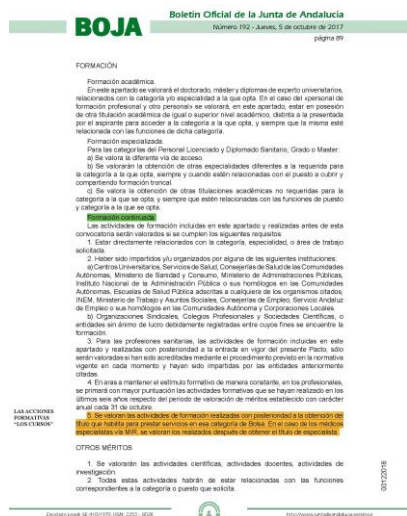 Boletín Oficial de la Junta de Andalucía
BOJA
Número 192 - Jueves, 5 de octubre de 2017
página 89
FORMACIÓN
Formación académica.
En este apartado se valorará el doctorado, máster y diplomas de experto universitarios,
relacionados con la categoría y/o especialidad a la que opta. En el caso del «personal de
formación profesional y otro personal» se valorará, en este apartado, estar en posesión
de otra titulación académica de igual o superior nivel académico, distinta a la presentada
por el aspirante para acceder a la categoría a la que opta, y siempre que la misma esté
relacionada con las funciones de dicha categoría.
Formación especializada.
Para las categorías del Personal Licenciado y Diplomado Sanitario, Grado o Master:
a) Se valora la diferente vía de acceso.
b) Se valorarán la obtención de otras especialidades diferentes a la requerida para
la categoría a la que opta, siempre y cuando estén relacionadas con el puesto a cubrir y
compartiendo formación troncal.
c) Se valora la obtención de otras titulaciones académicas no requeridas para la
categoría a la que se opta, y siempre que estén relacionadas con las funciones de puesto
y categoría a la que se opta.
Formación continuada.
Las actividades de formación incluidas en este apartado y realizadas antes de esta
convocatoria serán valoradas si se cumplen los siguientes requisitos:
1. Estar directamente relacionados con la categoría, especialidad, o área de trabajo
solicitada.
2. Haber sido impartidos y/u organizados por alguna de las siguientes instituciones:
a) Centros Universitarios, Servicios de Salud, Consejerías de Salud de las Comunidades
Autónomas, Ministerio de Sanidad y Consumo, Ministerio de Administraciones Públicas,
Instituto Nacional de la Administración Pública o sus homólogos en las Comunidades
Autónomas, Escuelas de Salud Pública adscritas a cualquiera de los organismos citados,
INEM, Ministerio de Trabajo y Asuntos Sociales, Consejerías de Empleo, Servicio Andaluz
de Empleo o sus homólogos en las Comunidades Autónoma y Corporaciones Locales.
b) Organizaciones Sindicales, Colegios Profesionales y Sociedades Científicas, o
entidades sin ánimo de lucro debidamente registradas entre cuyos fines se encuentre la
formación.
3. Para las profesiones sanitarias, las actividades de formación incluidas en este
apartado y realizadas con posterioridad a la entrada en vigor del presente Pacto, sólo
serán valoradas si han sido acreditadas mediante el procedimiento previsto en la normativa
vigente en cada momento y hayan sido impartidas por las entidades anteriormente
citadas.
4. En aras a mantener el estímulo formativo de manera constante, en los profesionales,
se primará con mayor puntuación las actividades formativas que se hayan realizado en los
últimos seis años respecto del periodo de valoración de méritos establecido con carácter
anual cada 31 de octubre.
LAS ACCIONES
FORMATIVAS
"LOS CURSOS"
5. Se valoran las actividades de formación realizadas con posterioridad a la obtención del
título que habilita para prestar servicios en esa categoría de Bolsa. En el caso de los médicos
especialistas vía MIR, se valoran los realizados después de obtener el título de especialista.
OTROS MÉRITOS
1. Se valorarán las actividades científicas, actividades docentes, actividades de
investigación.
2. Todas estas actividades habrán de estar relacionadas con las funciones
correspondientes a la categoría o puesto que solicita.
00122018